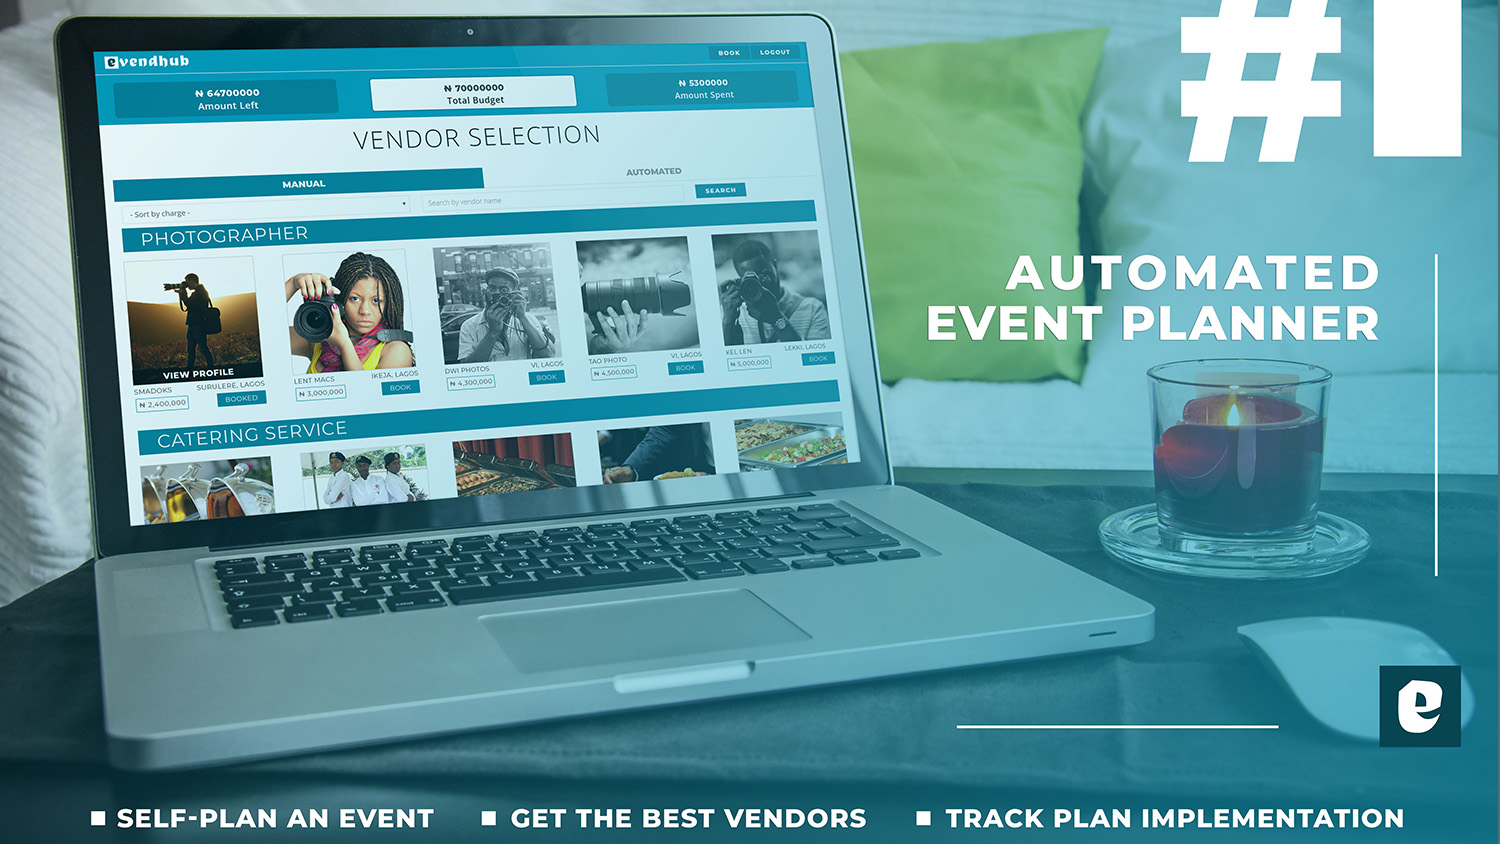 #1
AUTOMATED
EVENT PLANNER
evendhub
BOOK LOGOUT
₦ 64700000
Amount Left
₦ 70000000
Total Budget
₦ 5300000
Amount Spent
VENDOR SELECTION
MANUAL
AUTOMATED
- Sort by charge -
Search by vendor name
SEARCH
PHOTOGRAPHER
VIEW PROFILE
SMADOKS SURULERE, LAGOS
₦ 2,400,000 BOOKED
LENT MACS IKEJA, LAGOS
₦ 3,000,000 BOOK
DWI PHOTOS VI, LAGOS
₦ 4,300,000 BOOK
TAO PHOTO VI, LAGOS
₦ 4,500,000 BOOK
KEL LEN LEKKI, LAGOS
₦ 5,000,000 BOOK
CATERING SERVICE
e
SELF-PLAN AN EVENT
GET THE BEST VENDORS
TRACK PLAN IMPLEMENTATION